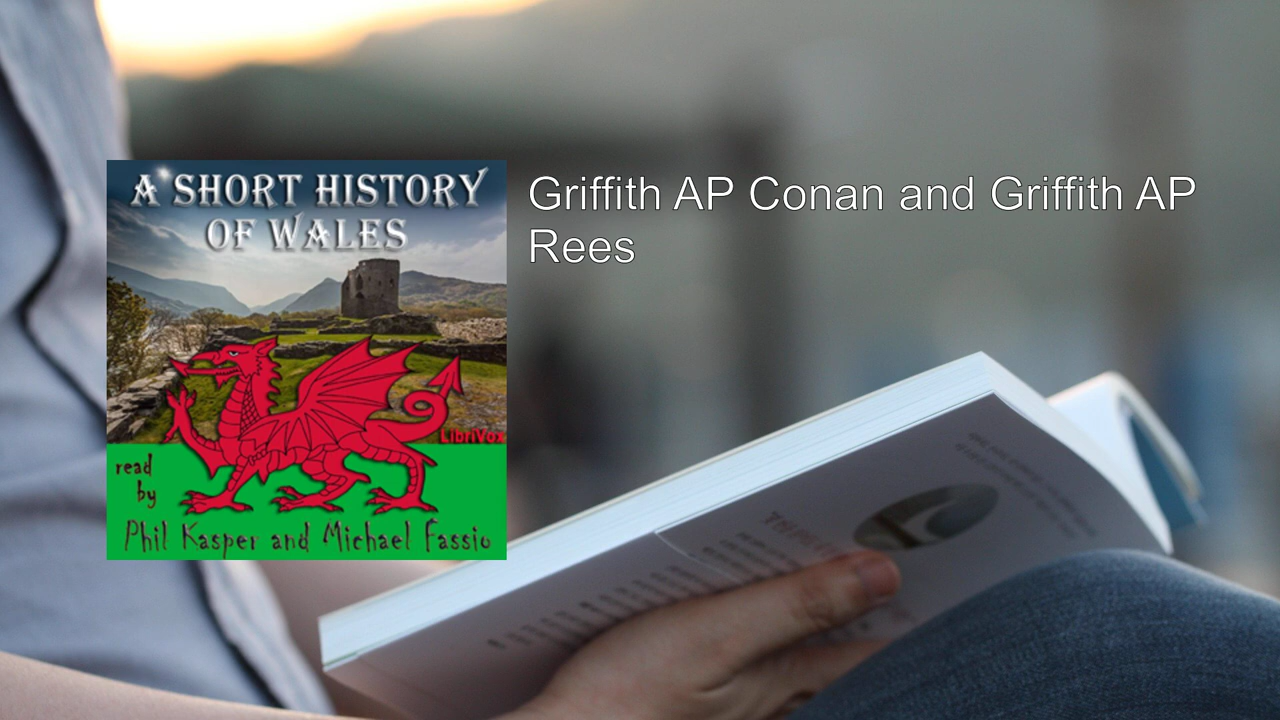 A SHORT HISTORY
OF WALES
LibriVox
read
by
Phil Kasper and Michael Fassio
Griffith AP Conan and Griffith AP
Rees